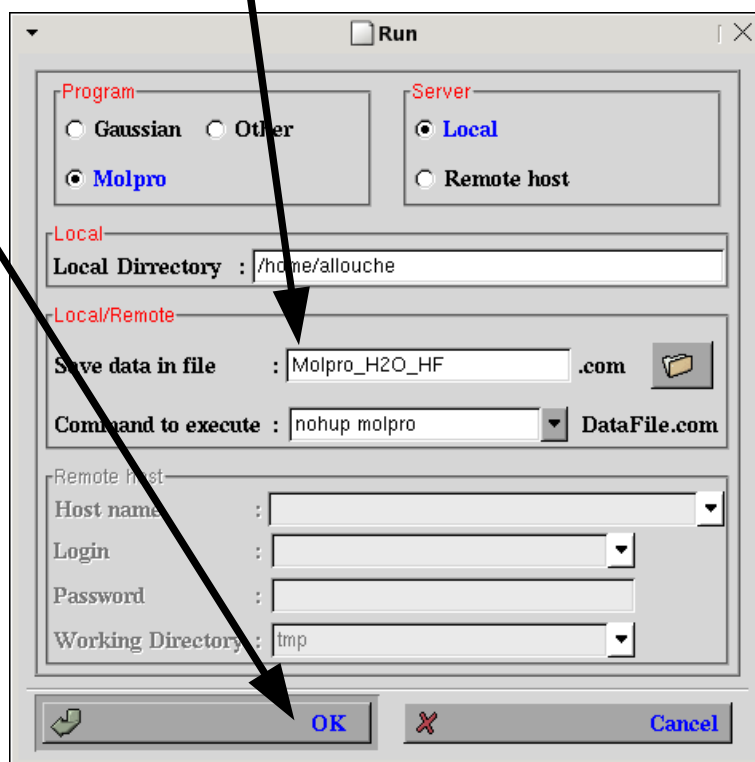 Run
Program
Server
Gaussian Other
Local
Molpro
Remote host
Local
Local Dirrectory : /home/allouche
Local/Remote
Save data in file : Molpro_H2O_HF .com
Command to execute : nohup molpro DataFile.com
Remote host
Host name :
Login :
Password :
Working Directory : tmp
OK
Cancel